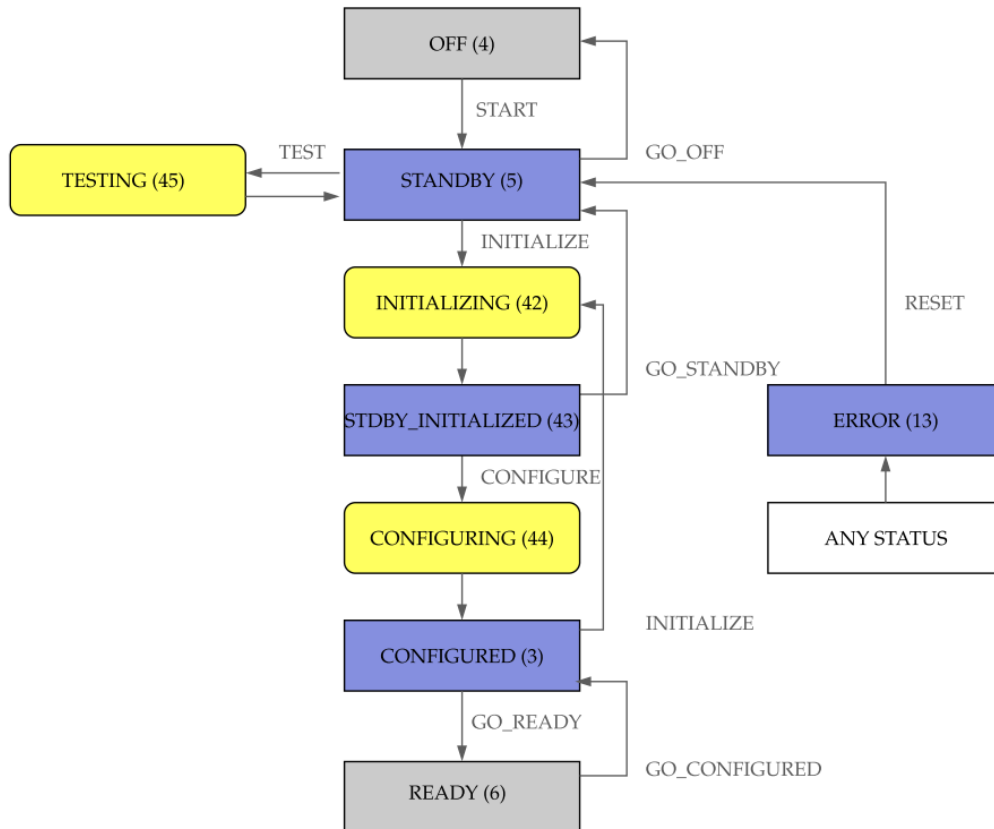 OFF (4)
START
TEST
GO_OFF
TESTING (45)
STANDBY (5)
INITIALIZE
INITIALIZING (42)
RESET
GO_STANDBY
STDBY_INITIALIZED (43)
ERROR (13)
CONFIGURE
CONFIGURING (44)
ANY STATUS
INITIALIZE
CONFIGURED (3)
GO_READY
GO_CONFIGURED
READY (6)